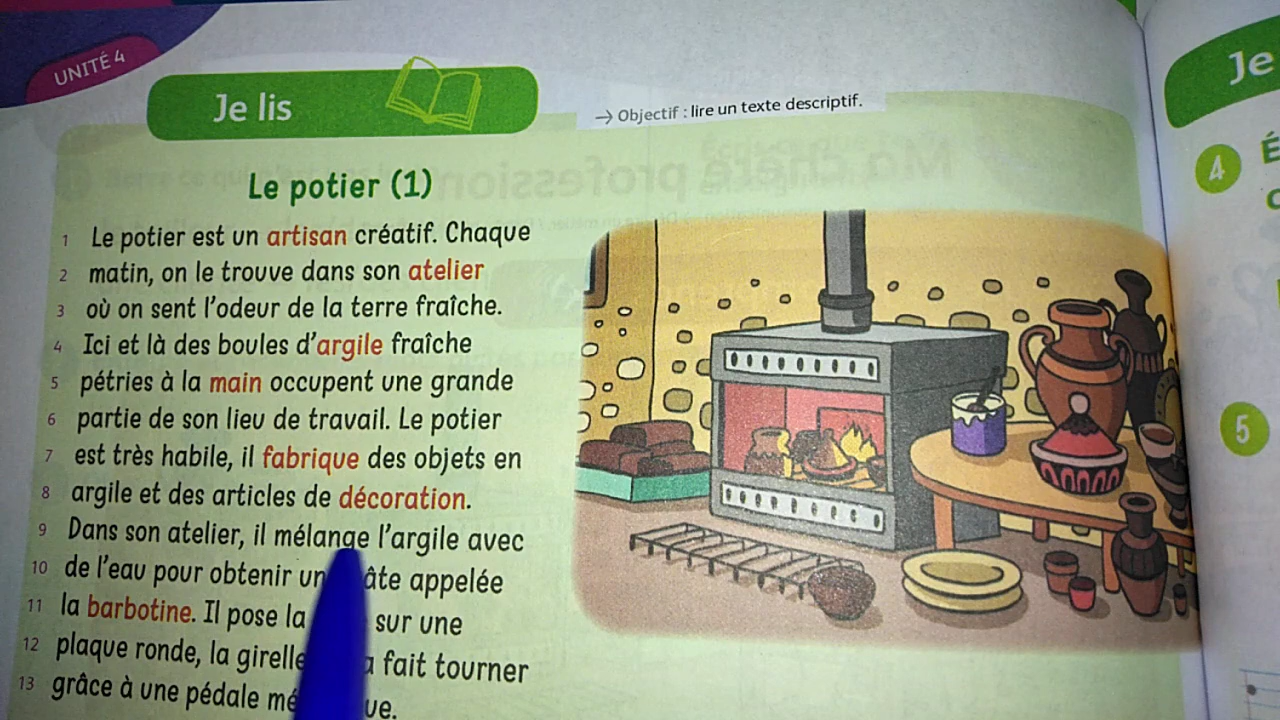 UNITÉ 4
Je lis
→ Objectif : lire un texte descriptif.
Le potier (1)
1 Le potier est un artisan créatif. Chaque
2 matin, on le trouve dans son atelier
3 où on sent l'odeur de la terre fraîche.
4 Ici et là des boules d'argile fraîche
5 pétries à la main occupent une grande
6 partie de son lieu de travail. Le potier
7 est très habile, il fabrique des objets en
8 argile et des articles de décoration.
9 Dans son atelier, il mélange l'argile avec
10 de l'eau pour obtenir un âte appelée
11 la barbotine. Il pose la sur une
12 plaque ronde, la girelle a fait tourner
13 grâce à une pédale mé ue.
Je
4 É
5